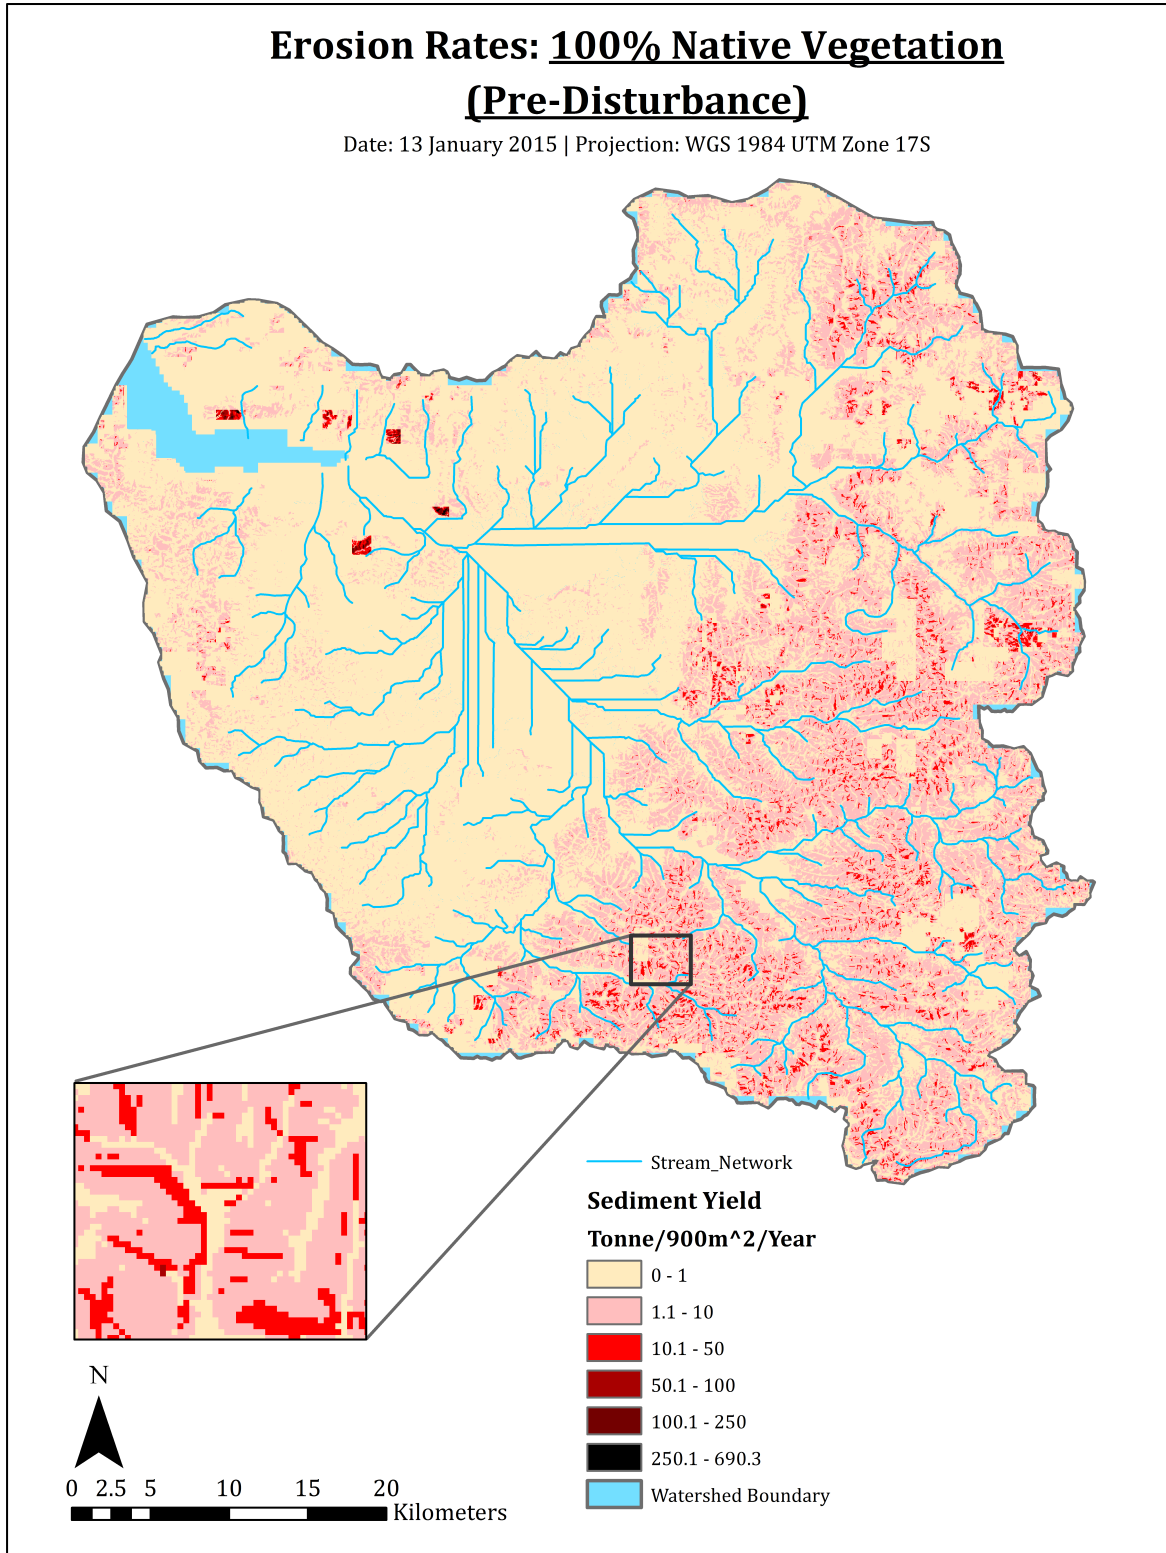 Erosion Rates: 100% Native Vegetation
(Pre-Disturbance)
Date: 13 January 2015 | Projection: WGS 1984 UTM Zone 17S
Stream_Network
Sediment Yield
Tonne/900m^2/Year
0 - 1
1.1 - 10
10.1 - 50
50.1 - 100
100.1 - 250
250.1 - 690.3
Watershed Boundary
N
0 2.5 5 10 15 20
Kilometers